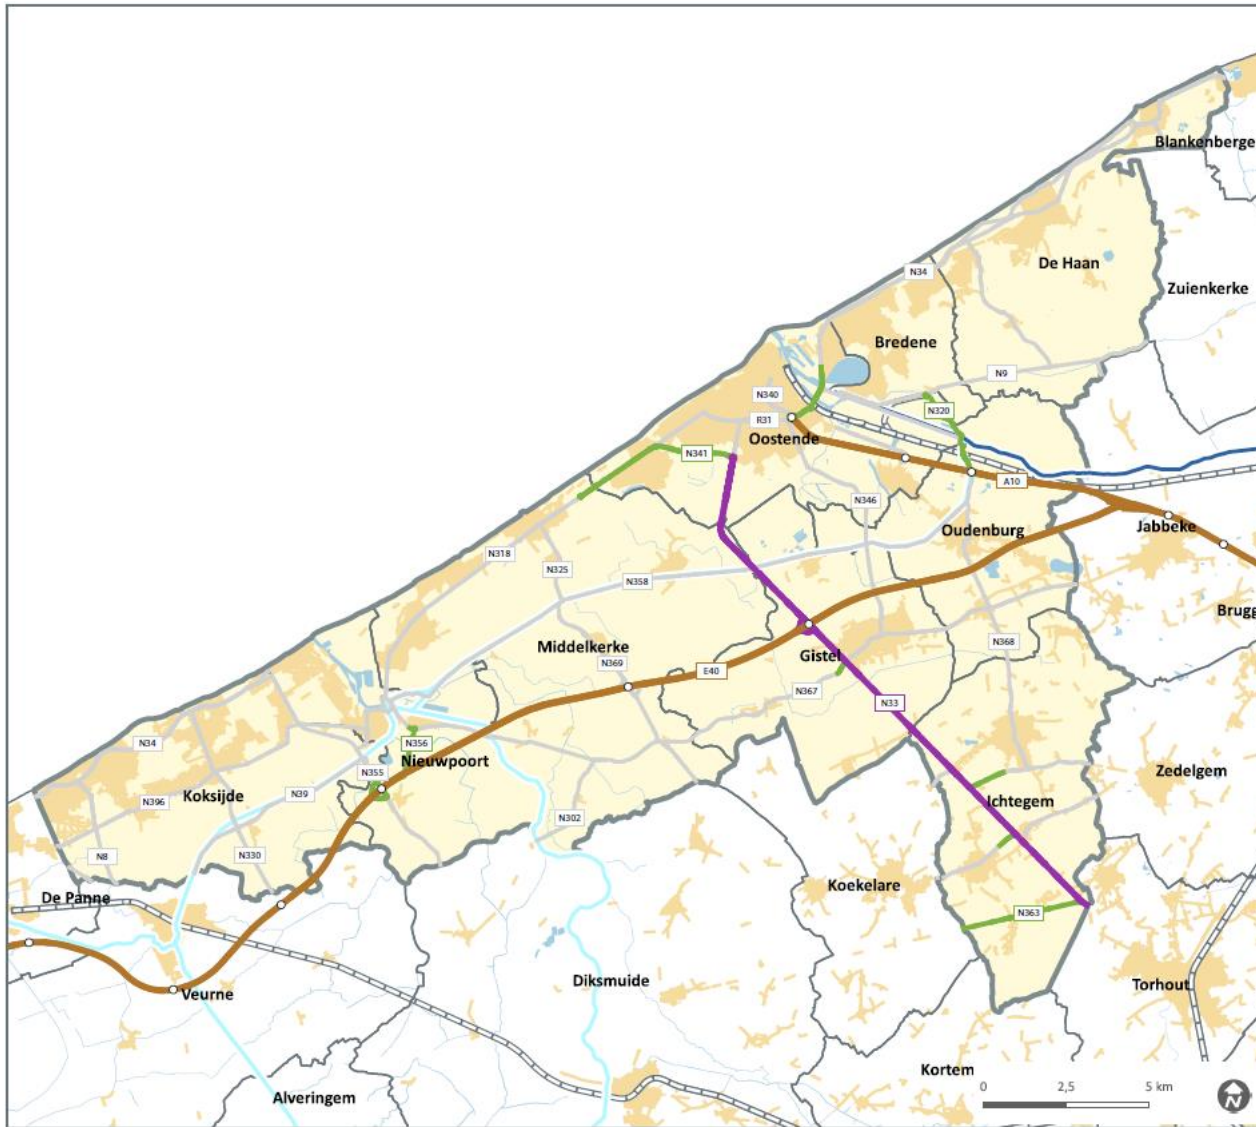 Blankenberge
De Haan
N34
Zuienkerke
Bredene
N9
N340
N320
R31
Oostende
N341
A10
N346
Oudenburg
Jabbeke
N318
N325
N358
Brugg
N368
Middelkerke
Gistel
N369
E40
N367
N33
N34
N356
Nieuwpoort
N355
Zedelgem
Koksijde
N39
N396
Ichtegem
N302
N8
N330
Koekelare
De Panne
N363
Diksmuide
Torhout
Veurne
Kortem
Alveringem
0 2,5 5 km
N